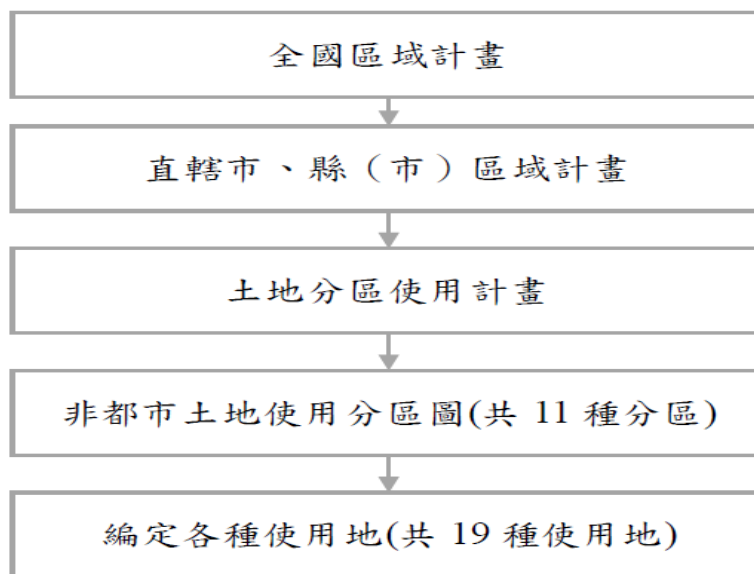 全國區域計畫
直轄市、縣（市）區域計畫
土地分區使用計畫
非都市土地使用分區圖(共 11 種分區)
編定各種使用地(共 19 種使用地)